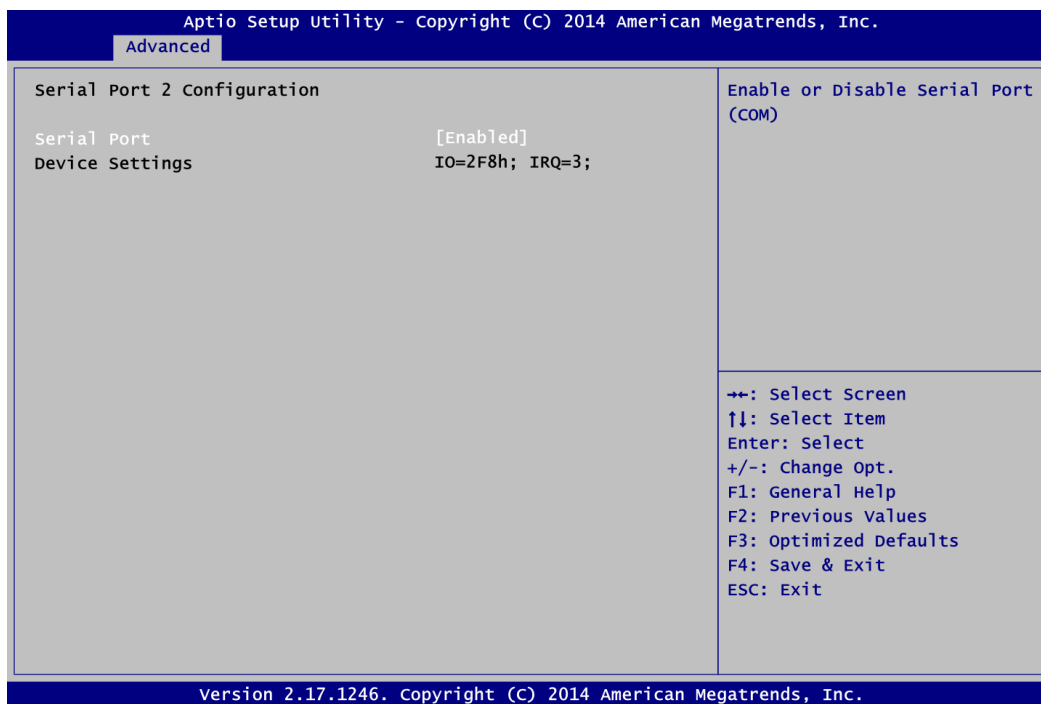 Aptio Setup Utility – Copyright (C) 2014 American Megatrends, Inc.
Advanced
Serial Port 2 Configuration
Serial Port [Enabled]
Device Settings IO=2F8h; IRQ=3;
Enable or Disable Serial Port
(COM)
→←: Select Screen
↑↓: Select Item
Enter: Select
+/-: Change Opt.
F1: General Help
F2: Previous Values
F3: Optimized Defaults
F4: Save & Exit
ESC: Exit
Version 2.17.1246. Copyright (C) 2014 American Megatrends, Inc.